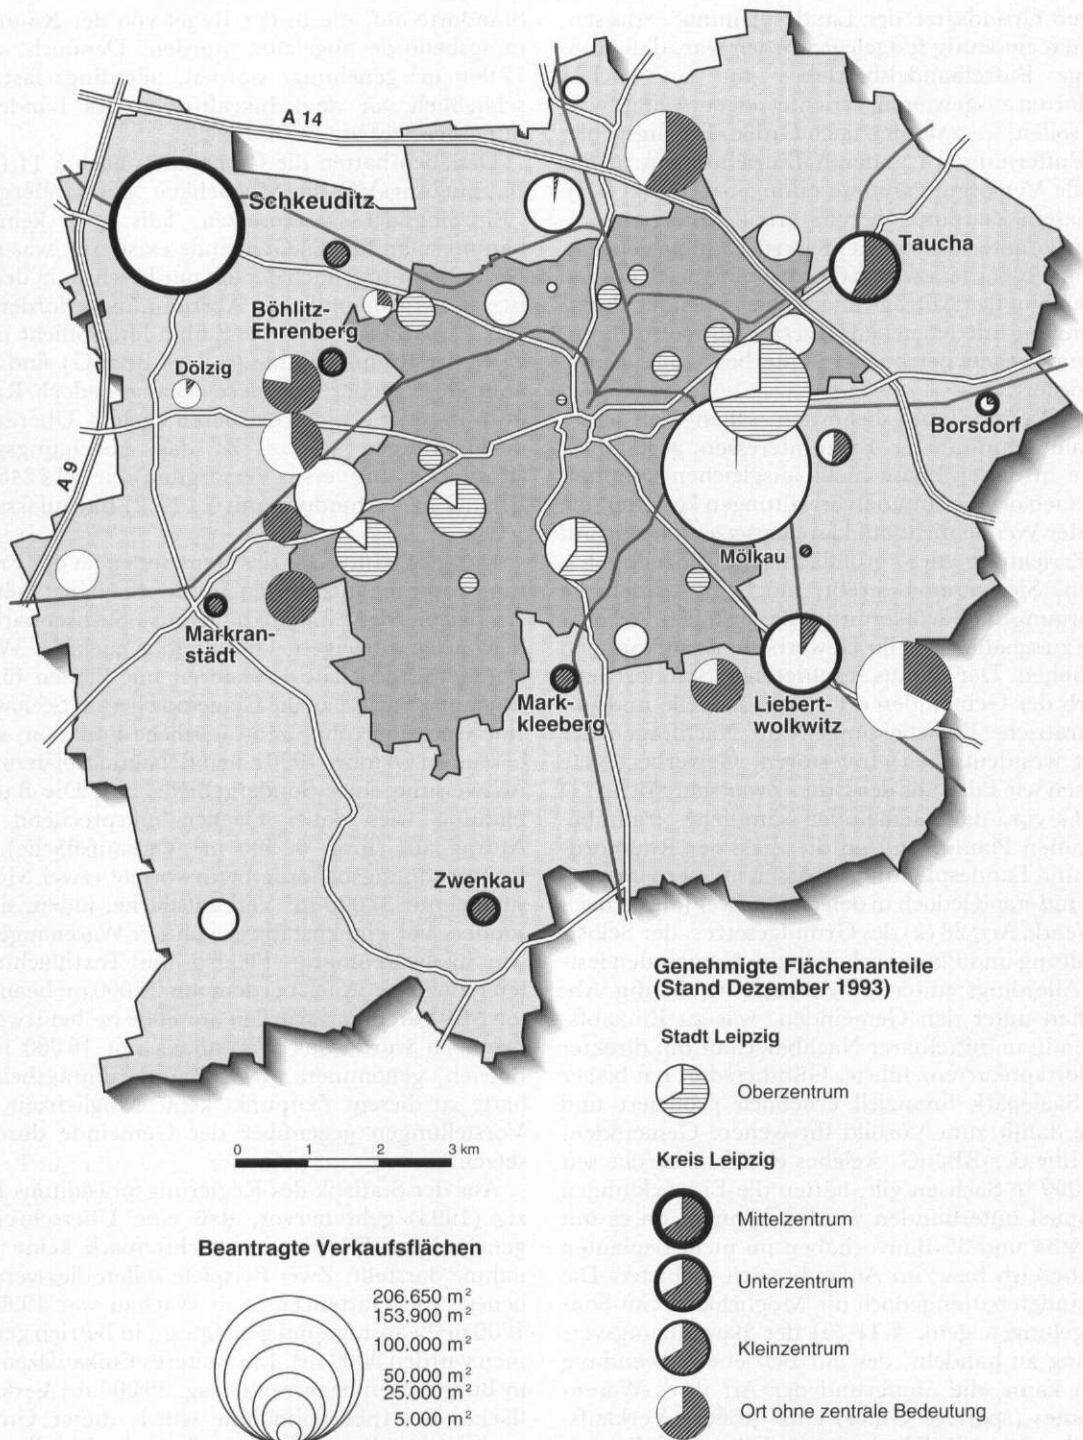 A 14
Schkeuditz
Taucha
Böhlitz-
Ehrenberg
Dölzig
Borsdorf
A 9
Mölkau
Markran-
städt
Mark-
kleeberg
Liebert-
wolkwitz
Zwenkau
Genehmigte Flächenanteile
(Stand Dezember 1993)
Stadt Leipzig
Oberzentrum
0 1 2 3 km
Kreis Leipzig
Mittelzentrum
Beantragte Verkaufsflächen
Unterzentrum
206.650 m²
153.900 m²
100.000 m²
Kleinzentrum
50.000 m²
25.000 m²
5.000 m²
Ort ohne zentrale Bedeutung